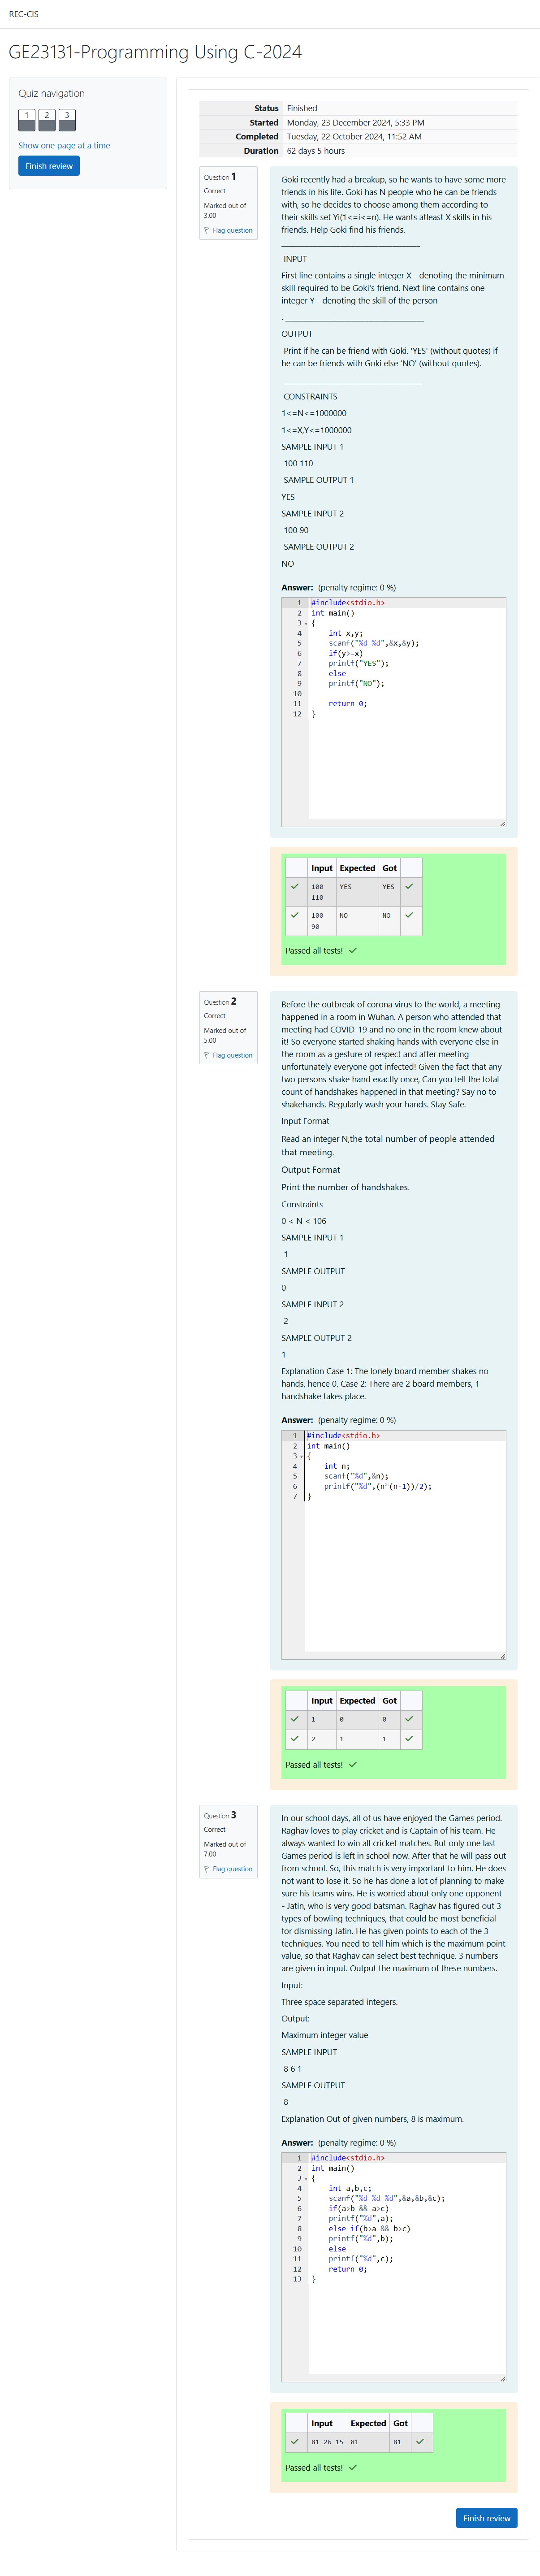 REC-CIS
GE23131-Programming Using C-2024
Quiz navigation
1 2 3
Show one page at a time
Finish review
Status Finished
Started Monday, 23 December 2024, 5:33 PM
Completed Tuesday, 22 October 2024, 11:52 AM
Duration 62 days 5 hours
Question 1
Correct
Marked out of
3.00
Flag question
Goki recently had a breakup, so he wants to have some more
friends in his life. Goki has N people who he can be friends
with, so he decides to choose among them according to
their skills set Yi(1<=i<=n). He wants atleast X skills in his
friends. Help Goki find his friends.
________________________________
INPUT
First line contains a single integer X - denoting the minimum
skill required to be Goki's friend. Next line contains one
integer Y - denoting the skill of the person
. ________________________________
OUTPUT
Print if he can be friend with Goki. 'YES' (without quotes) if
he can be friends with Goki else 'NO' (without quotes).
________________________________
CONSTRAINTS
1<=N<=1000000
1<=X,Y<=1000000
SAMPLE INPUT 1
100 110
SAMPLE OUTPUT 1
YES
SAMPLE INPUT 2
100 90
SAMPLE OUTPUT 2
NO
Answer: (penalty regime: 0 %)
1 #include<stdio.h>
2 int main()
3 {
4 int x,y;
5 scanf("%d %d",&x,&y);
6 if(y>=x)
7 printf("YES");
8 else
9 printf("NO");
10
11 return 0;
12 }
Input Expected Got
100 YES YES
110
100 NO NO
90
Passed all tests!
Question 2
Correct
Marked out of
5.00
Flag question
Before the outbreak of corona virus to the world, a meeting
happened in a room in Wuhan. A person who attended that
meeting had COVID-19 and no one in the room knew about
it! So everyone started shaking hands with everyone else in
the room as a gesture of respect and after meeting
unfortunately everyone got infected! Given the fact that any
two persons shake hand exactly once, Can you tell the total
count of handshakes happened in that meeting? Say no to
shakehands. Regularly wash your hands. Stay Safe.
Input Format
Read an integer N,the total number of people attended
that meeting.
Output Format
Print the number of handshakes.
Constraints
0 < N < 106
SAMPLE INPUT 1
1
SAMPLE OUTPUT
0
SAMPLE INPUT 2
2
SAMPLE OUTPUT 2
1
Explanation Case 1: The lonely board member shakes no
hands, hence 0. Case 2: There are 2 board members, 1
handshake takes place.
Answer: (penalty regime: 0 %)
1 #include<stdio.h>
2 int main()
3 {
4 int n;
5 scanf("%d",&n);
6 printf("%d",(n*(n-1))/2);
7 }
Input Expected Got
1 0 0
2 1 1
Passed all tests!
Question 3
Correct
Marked out of
7.00
Flag question
In our school days, all of us have enjoyed the Games period.
Raghav loves to play cricket and is Captain of his team. He
always wanted to win all cricket matches. But only one last
Games period is left in school now. After that he will pass out
from school. So, this match is very important to him. He does
not want to lose it. So he has done a lot of planning to make
sure his teams wins. He is worried about only one opponent
- Jatin, who is very good batsman. Raghav has figured out 3
types of bowling techniques, that could be most beneficial
for dismissing Jatin. He has given points to each of the 3
techniques. You need to tell him which is the maximum point
value, so that Raghav can select best technique. 3 numbers
are given in input. Output the maximum of these numbers.
Input:
Three space separated integers.
Output:
Maximum integer value
SAMPLE INPUT
8 6 1
SAMPLE OUTPUT
8
Explanation Out of given numbers, 8 is maximum.
Answer: (penalty regime: 0 %)
1 #include<stdio.h>
2 int main()
3 {
4 int a,b,c;
5 scanf("%d %d %d",&a,&b,&c);
6 if(a>b && a>c)
7 printf("%d",a);
8 else if(b>a && b>c)
9 printf("%d",b);
10 else
11 printf("%d",c);
12 return 0;
13 }
Input Expected Got
81 26 15 81 81
Passed all tests!
Finish review